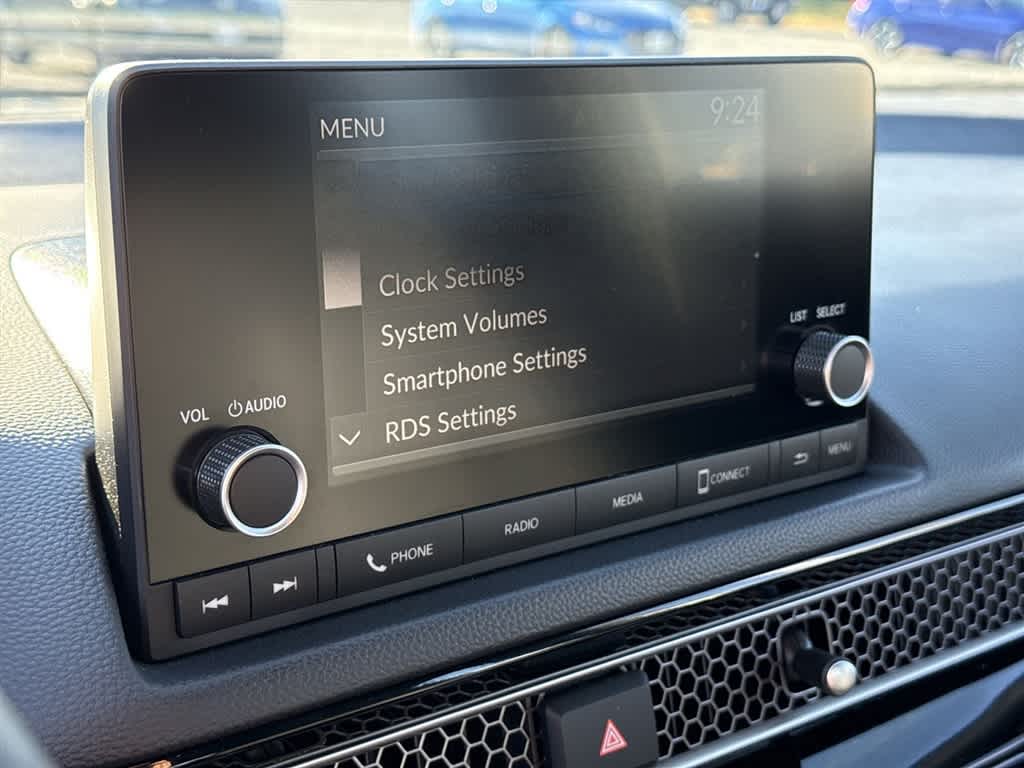 MENU 9:24
Clock Settings
System Volumes
Smartphone Settings
RDS Settings
LIST SELECT
VOL AUDIO
PHONE RADIO MEDIA CONNECT MENU